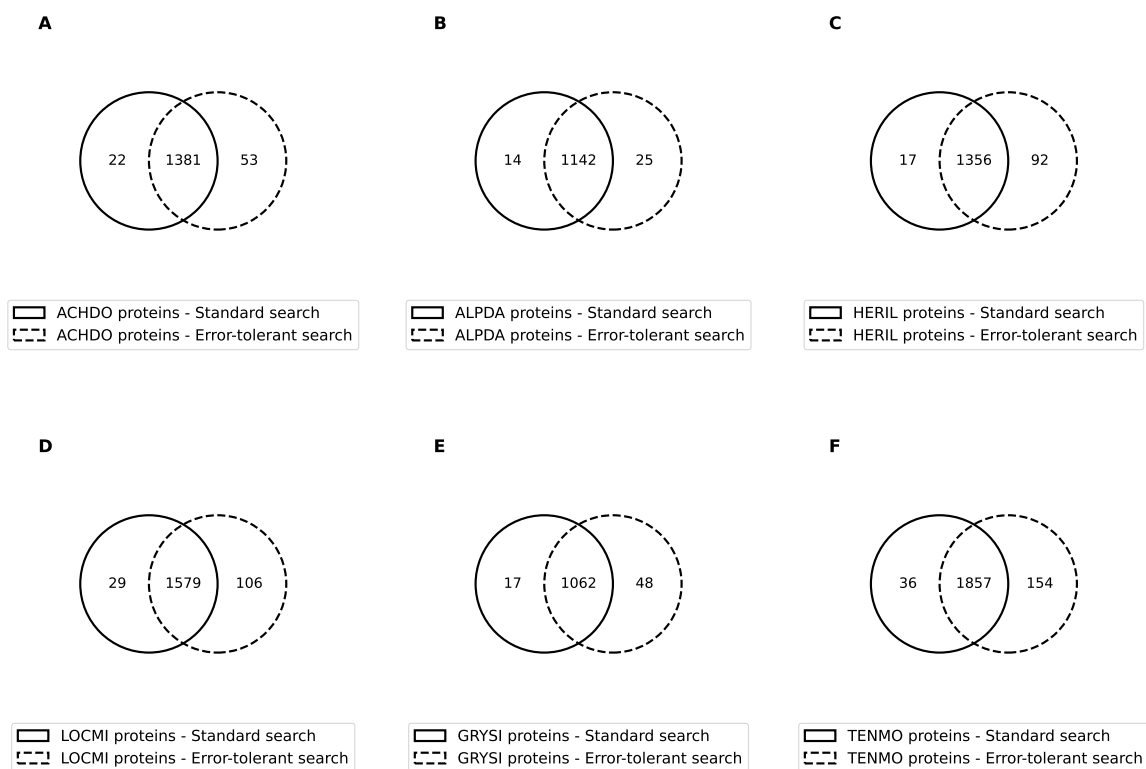 A
B
C
22 1381 53
14 1142 25
17 1356 92
ACHDO proteins - Standard search
ACHDO proteins - Error-tolerant search
ALPDA proteins - Standard search
ALPDA proteins - Error-tolerant search
HERIL proteins - Standard search
HERIL proteins - Error-tolerant search
D
E
F
29 1579 106
17 1062 48
36 1857 154
LOCMI proteins - Standard search
LOCMI proteins - Error-tolerant search
GRYSI proteins - Standard search
GRYSI proteins - Error-tolerant search
TENMO proteins - Standard search
TENMO proteins - Error-tolerant search